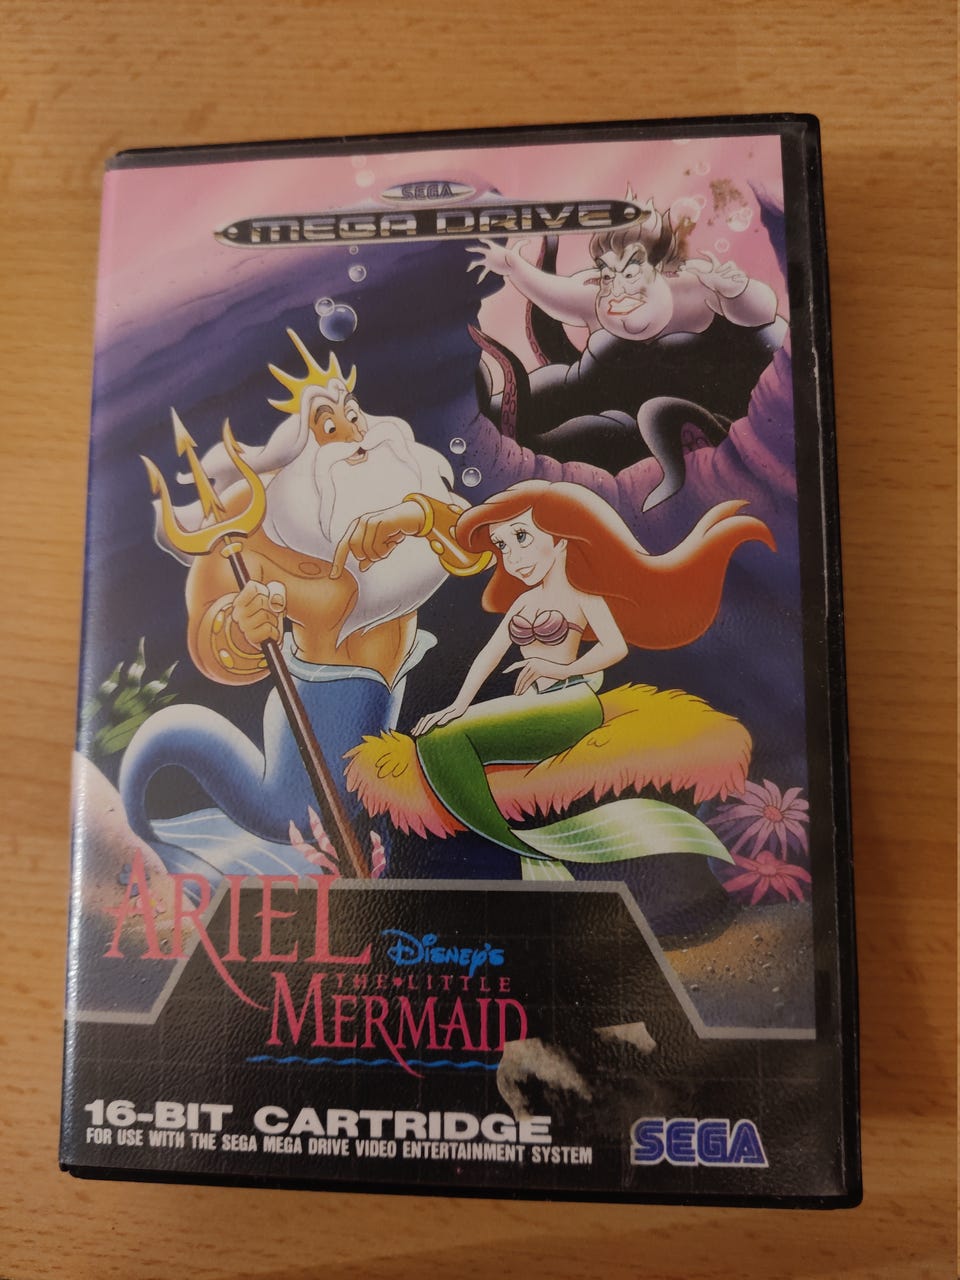 SEGA
MEGA DRIVE
ARIEL
DISNEY'S
THE LITTLE
MERMAID
16-BIT CARTRIDGE
FOR USE WITH THE SEGA MEGA DRIVE VIDEO ENTERTAINMENT SYSTEM
SEGA